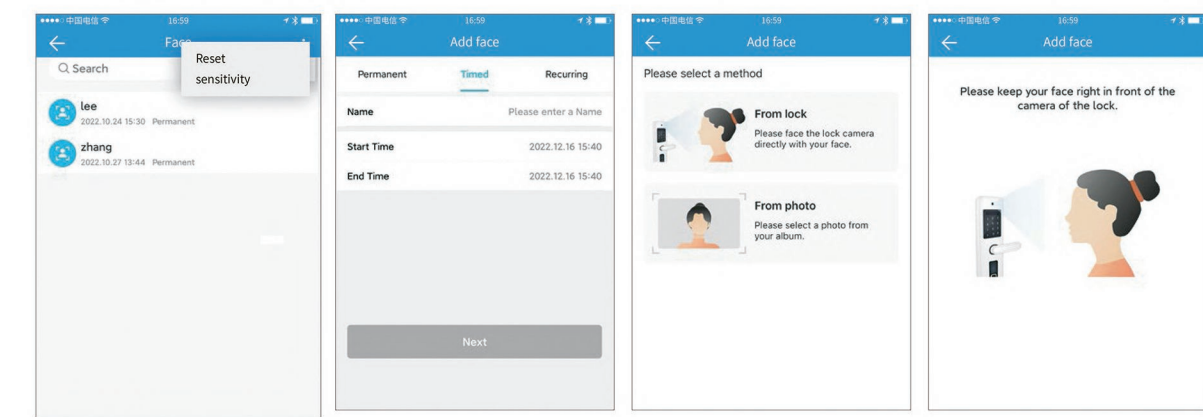 中国电信 16:59
Face
Reset
sensitivity
Search
lee
2022.10.24 15:30 Permanent
zhang
2022.10.27 13:44 Permanent
中国电信 16:59
Add face
Permanent Timed Recurring
Name Please enter a Name
Start Time 2022.12.16 15:40
End Time 2022.12.16 15:40
Next
中国电信 16:59
Add face
Please select a method
From lock
Please face the lock camera
directly with your face.
From photo
Please select a photo from
your album.
中国电信 16:59
Add face
Please keep your face right in front of the
camera of the lock.